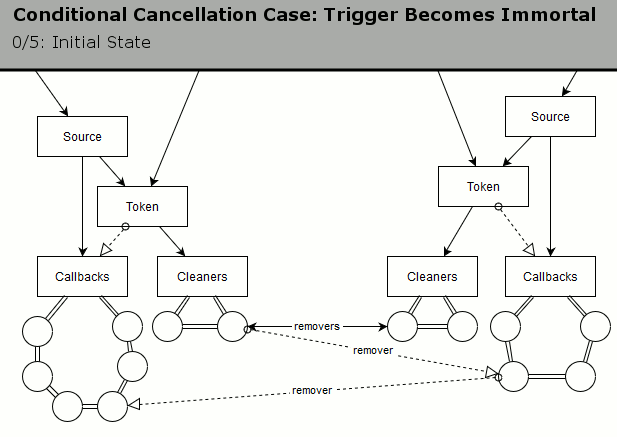 Conditional Cancellation Case: Trigger Becomes Immortal
0/5: Initial State
Source
Source
Token
Token
Callbacks
Cleaners
Cleaners
Callbacks
removers
remover
remover